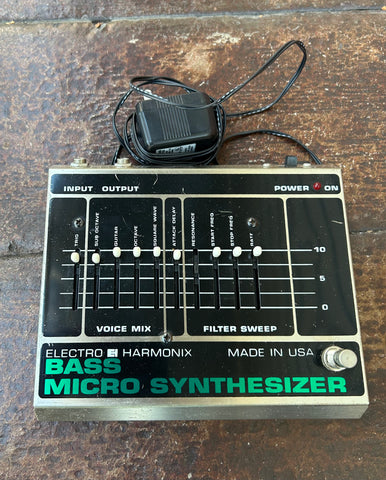 INPUT OUTPUT POWER ON
TRIG
SUB OCTAVE
GUITAR
OCTAVE
SQUARE WAVE
ATTACK DELAY
RESONANCE
START FREQ
STOP FREQ
RATE
10
5
0
VOICE MIX FILTER SWEEP
ELECTRO HARMONIX MADE IN USA
BASS
MICRO SYNTHESIZER